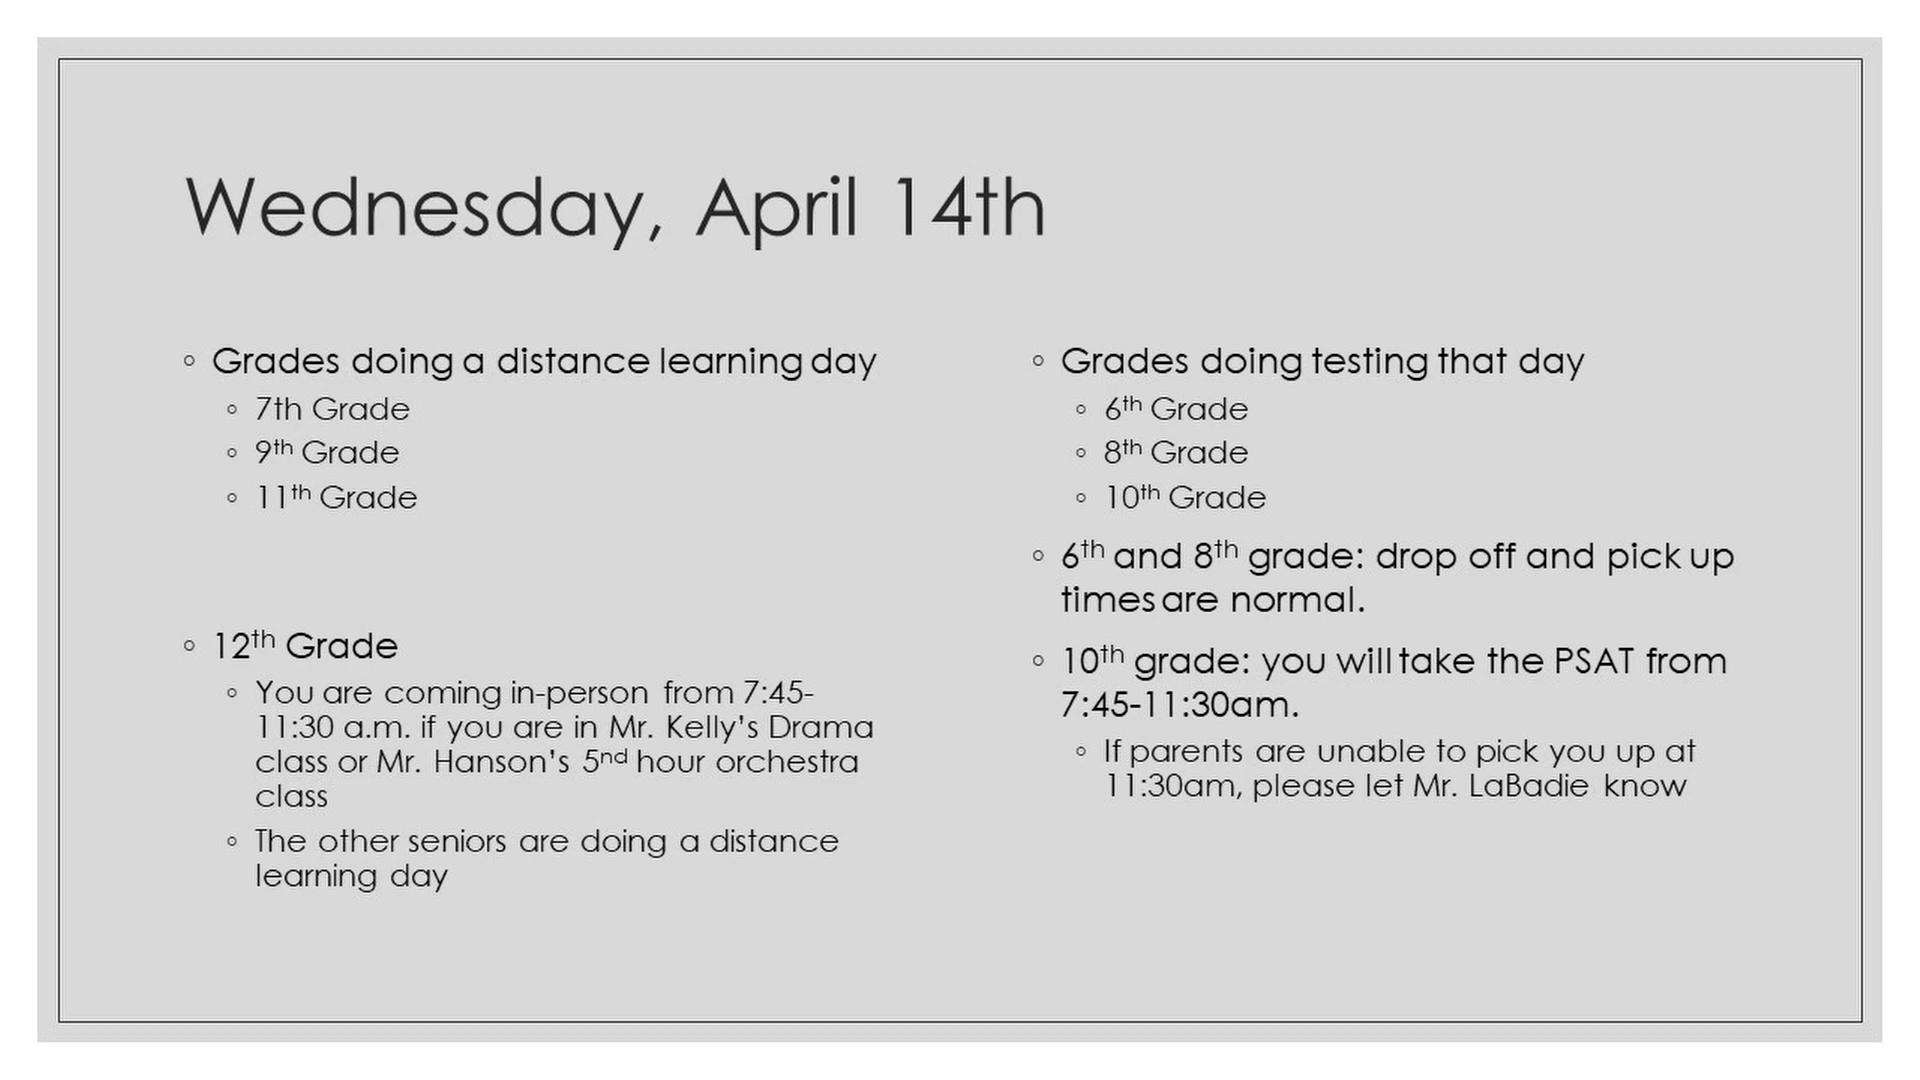 Wednesday, April 14th
◦ Grades doing a distance learning day
◦ 7th Grade
◦ 9th Grade
◦ 11th Grade
◦ 12th Grade
◦ You are coming in-person from 7:45-
11:30 a.m. if you are in Mr. Kelly’s Drama
class or Mr. Hanson’s 5nd hour orchestra
class
◦ The other seniors are doing a distance
learning day
◦ Grades doing testing that day
◦ 6th Grade
◦ 8th Grade
◦ 10th Grade
◦ 6th and 8th grade: drop off and pick up
times are normal.
◦ 10th grade: you will take the PSAT from
7:45-11:30am.
◦ If parents are unable to pick you up at
11:30am, please let Mr. LaBadie know